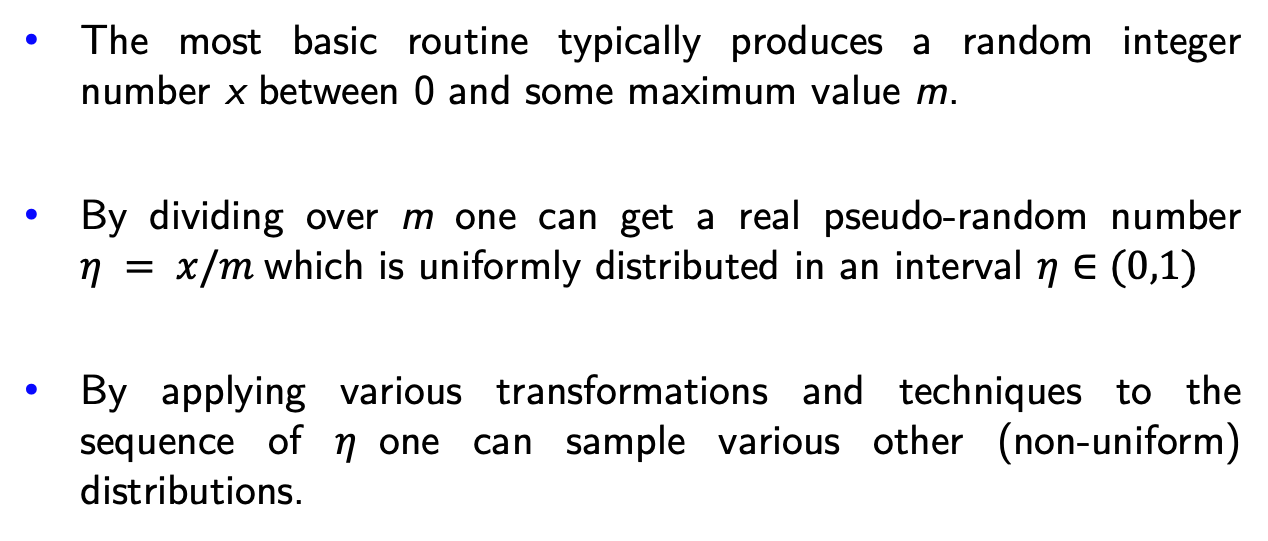 • The most basic routine typically produces a random integer
number x between 0 and some maximum value m.
• By dividing over m one can get a real pseudo-random number
η = x/m which is uniformly distributed in an interval η ∈ (0,1)
• By applying various transformations and techniques to the
sequence of η one can sample various other (non-uniform)
distributions.